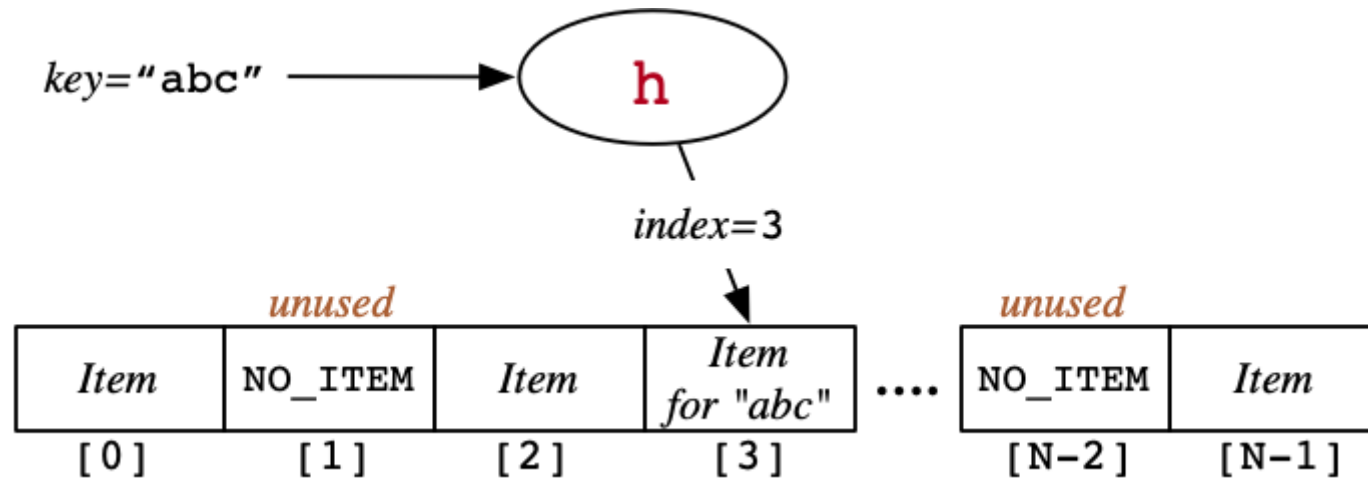 key="abc"
h
index=3
unused unused
Item NO_ITEM Item Item for "abc" .... NO_ITEM Item
[0] [1] [2] [3] [N-2] [N-1]